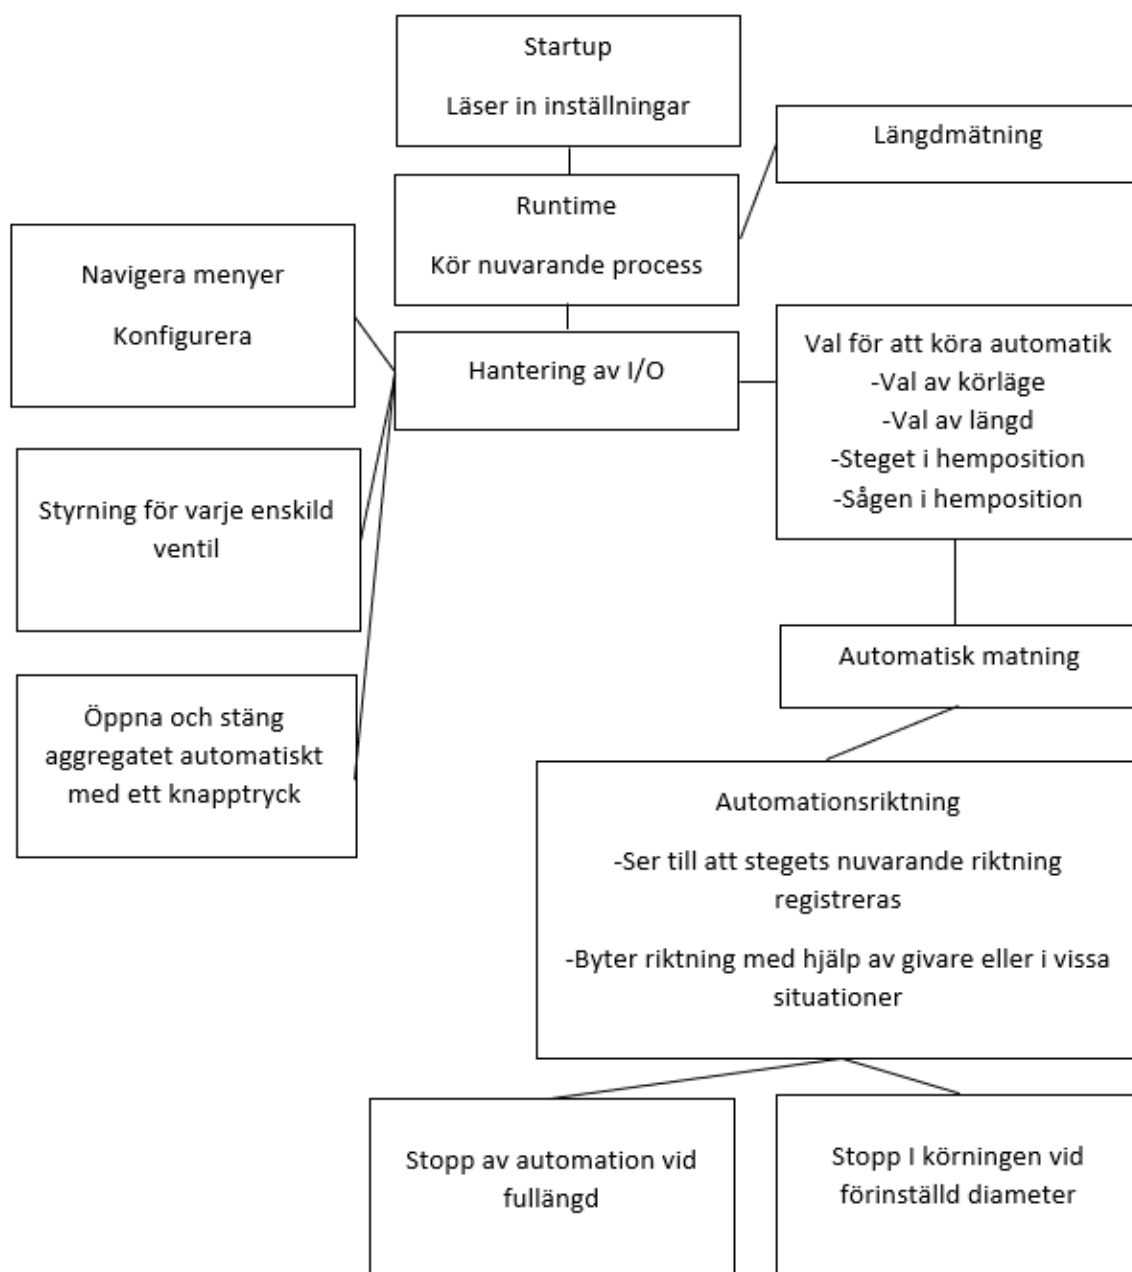 Startup
Läser in inställningar
Längdmätning
Runtime
Kör nuvarande process
Navigera menyer
Konfigurera
Hantering av I/O
Val för att köra automatik
-Val av körläge
-Val av längd
-Steget i hemposition
-Sågen i hemposition
Styrning för varje enskild
ventil
Automatisk matning
Öppna och stäng
aggregatet automatiskt
med ett knapptryck
Automationsriktning
-Ser till att stegets nuvarande riktning
registreras
-Byter riktning med hjälp av givare eller i vissa
situationer
Stopp av automation vid
fullängd
Stopp I körningen vid
förinställd diameter